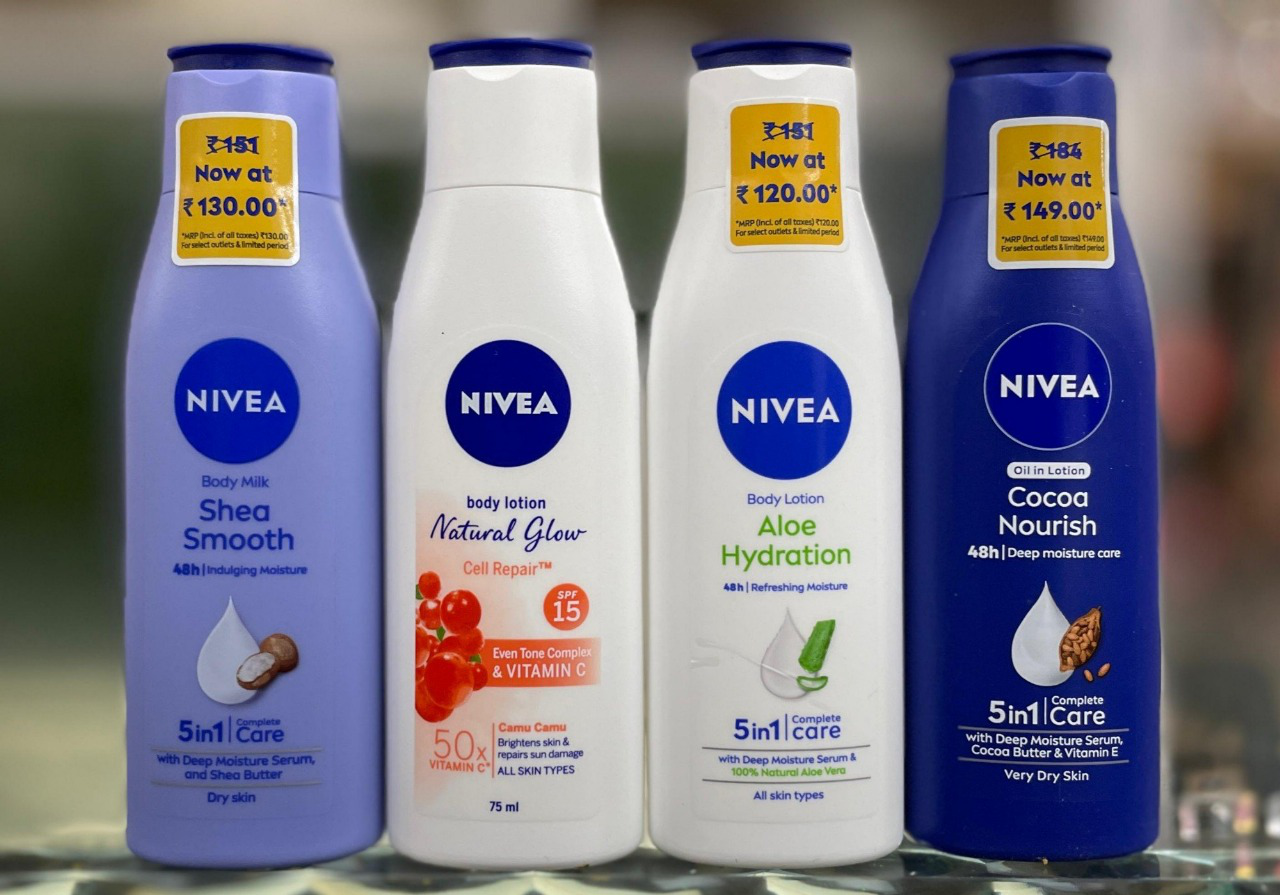 ₹151
Now at
₹130.00*
*MRP (Incl. of all taxes) ₹130.00
For select outlets & limited period
NIVEA
Body Milk
Shea
Smooth
48h | Indulging Moisture
5in1 | Complete
Care
with Deep Moisture Serum,
and Shea Butter
Dry skin
NIVEA
body lotion
Natural Glow
Cell Repair™
SPF
15
Even Tone Complex
& VITAMIN C
50x
VITAMIN C*
Camu Camu
Brightens skin &
repairs sun damage
ALL SKIN TYPES
75 ml
₹151
Now at
₹120.00*
*MRP (Incl. of all taxes) ₹120.00
For select outlets & limited period
NIVEA
Body Lotion
Aloe
Hydration
48h | Refreshing Moisture
5in1 | Complete
care
with Deep Moisture Serum &
100% Natural Aloe Vera
All skin types
₹184
Now at
₹149.00*
*MRP (Incl. of all taxes) ₹149.00
For select outlets & limited period
NIVEA
Oil in Lotion
Cocoa
Nourish
48h | Deep moisture care
5in1 | Complete
Care
with Deep Moisture Serum,
Cocoa Butter & Vitamin E
Very Dry Skin